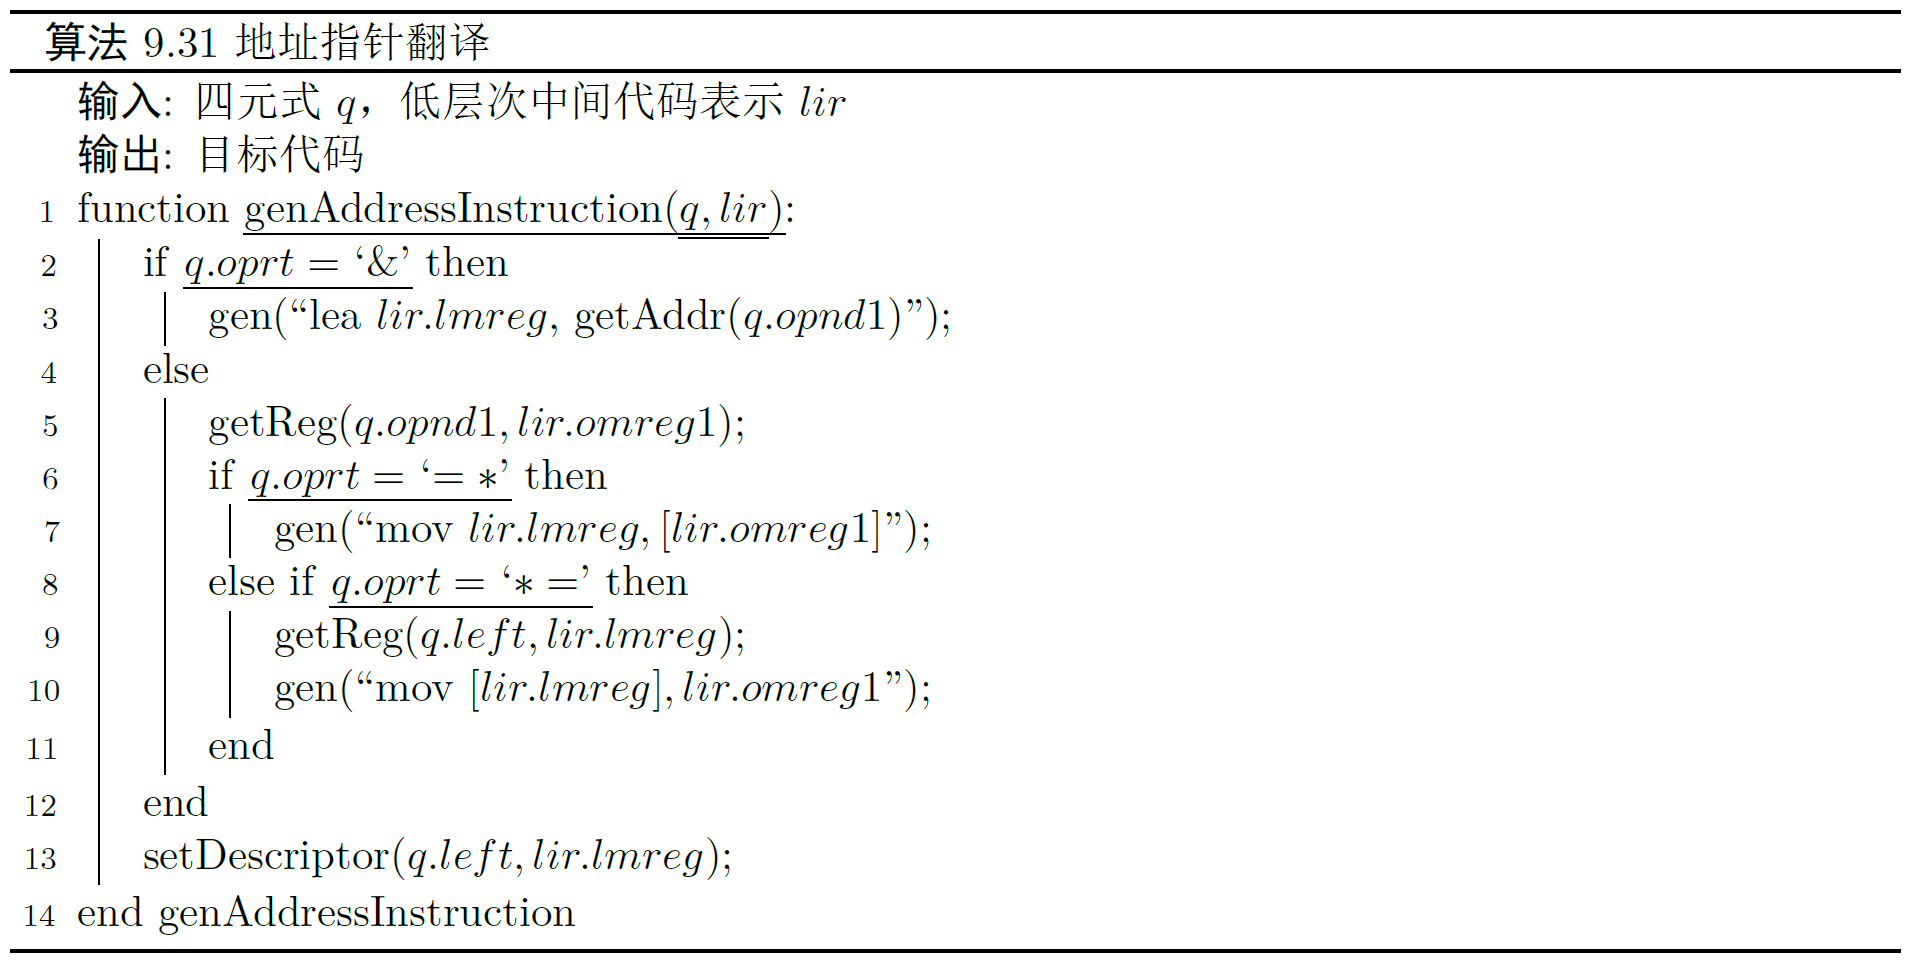 算法 9.31 地址指针翻译
输入: 四元式 q，低层次中间代码表示 lir
输出: 目标代码
1 function genAddressInstruction(q, lir):
2 if q.oprt = ‘&’ then
3 gen(“lea lir.lmreg, getAddr(q.opnd1)”);
4 else
5 getReg(q.opnd1, lir.omreg1);
6 if q.oprt = ‘= *’ then
7 gen(“mov lir.lmreg, [lir.omreg1]”);
8 else if q.oprt = ‘* =’ then
9 getReg(q.left, lir.lmreg);
10 gen(“mov [lir.lmreg], lir.omreg1”);
11 end
12 end
13 setDescriptor(q.left, lir.lmreg);
14 end genAddressInstruction